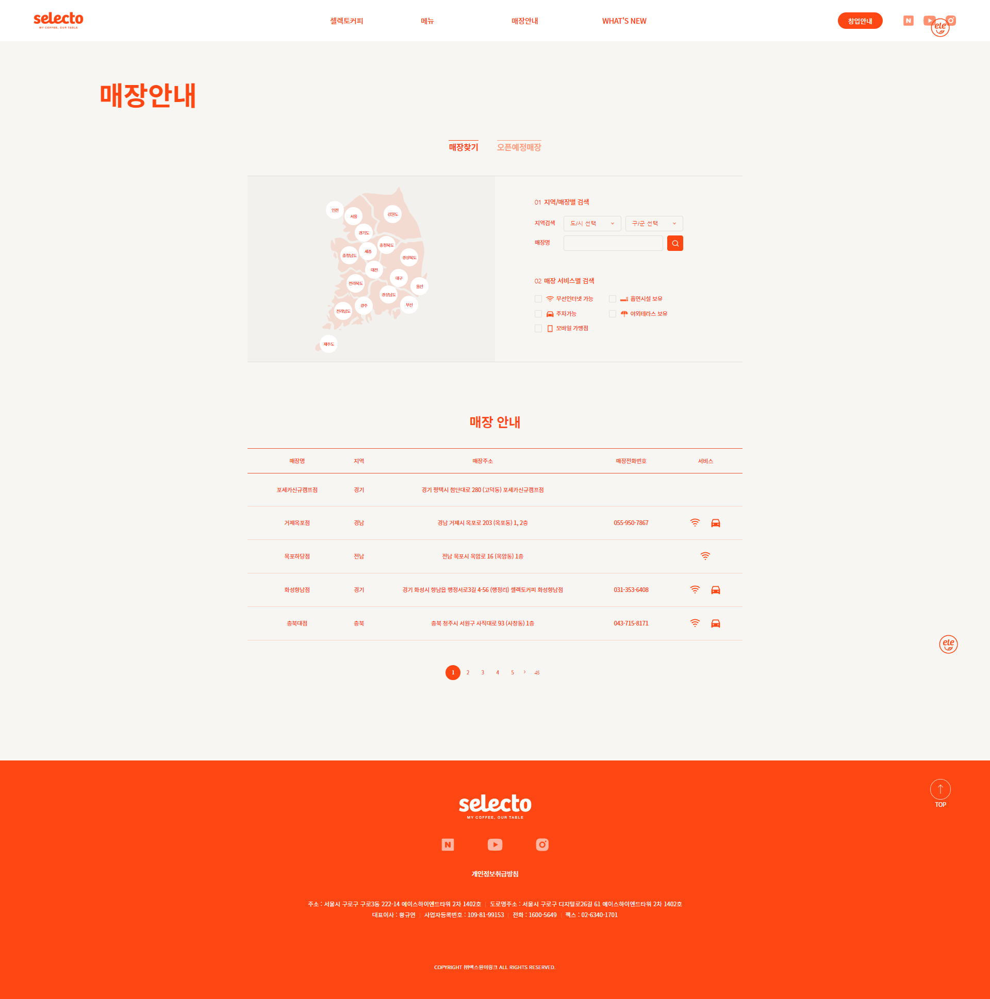 selecto
MY COFFEE, OUR TABLE
셀렉토커피
메뉴
매장안내
WHAT'S NEW
창업안내
ele
매장안내
매장찾기
오픈예정매장
인천
서울
강원도
경기도
충청북도
세종
충청남도
경상북도
대전
대구
전라북도
울산
경상남도
부산
광주
전라남도
제주도
01 지역/매장별 검색
지역검색
도/시 선택
구/군 선택
매장명
02 매장 서비스별 검색
무선인터넷 가능
흡연시설 보유
주차가능
야외테라스 보유
모바일 가맹점
매장 안내
매장명 지역 매장주소 매장전화번호 서비스
포세카신규캠프점 경기 경기 평택시 첨단대로 280 (고덕동) 포세카신규캠프점
거제옥포점 경남 경남 거제시 옥포로 203 (옥포동) 1, 2층 055-950-7867
목포하당점 전남 전남 목포시 옥암로 16 (옥암동) 1층
화성향남점 경기 경기 화성시 향남읍 행정서로3길 4-56 (행정리) 셀렉토커피 화성향남점 031-353-6408
충북대점 충북 충북 청주시 서원구 사직대로 93 (사창동) 1층 043-715-8171
ele
1 2 3 4 5 > 45
selecto
MY COFFEE, OUR TABLE
TOP
개인정보취급방침
주소 : 서울시 구로구 구로3동 222-14 에이스하이엔드타워 2차 1402호 | 도로명주소 : 서울시 구로구 디지털로26길 61 에이스하이엔드타워 2차 1402호
대표이사 : 황규연 | 사업자등록번호 : 109-81-99153 | 전화 : 1600-5649 | 팩스 : 02-6340-1701
COPYRIGHT ㈜맥스원이링크 ALL RIGHTS RESERVED.